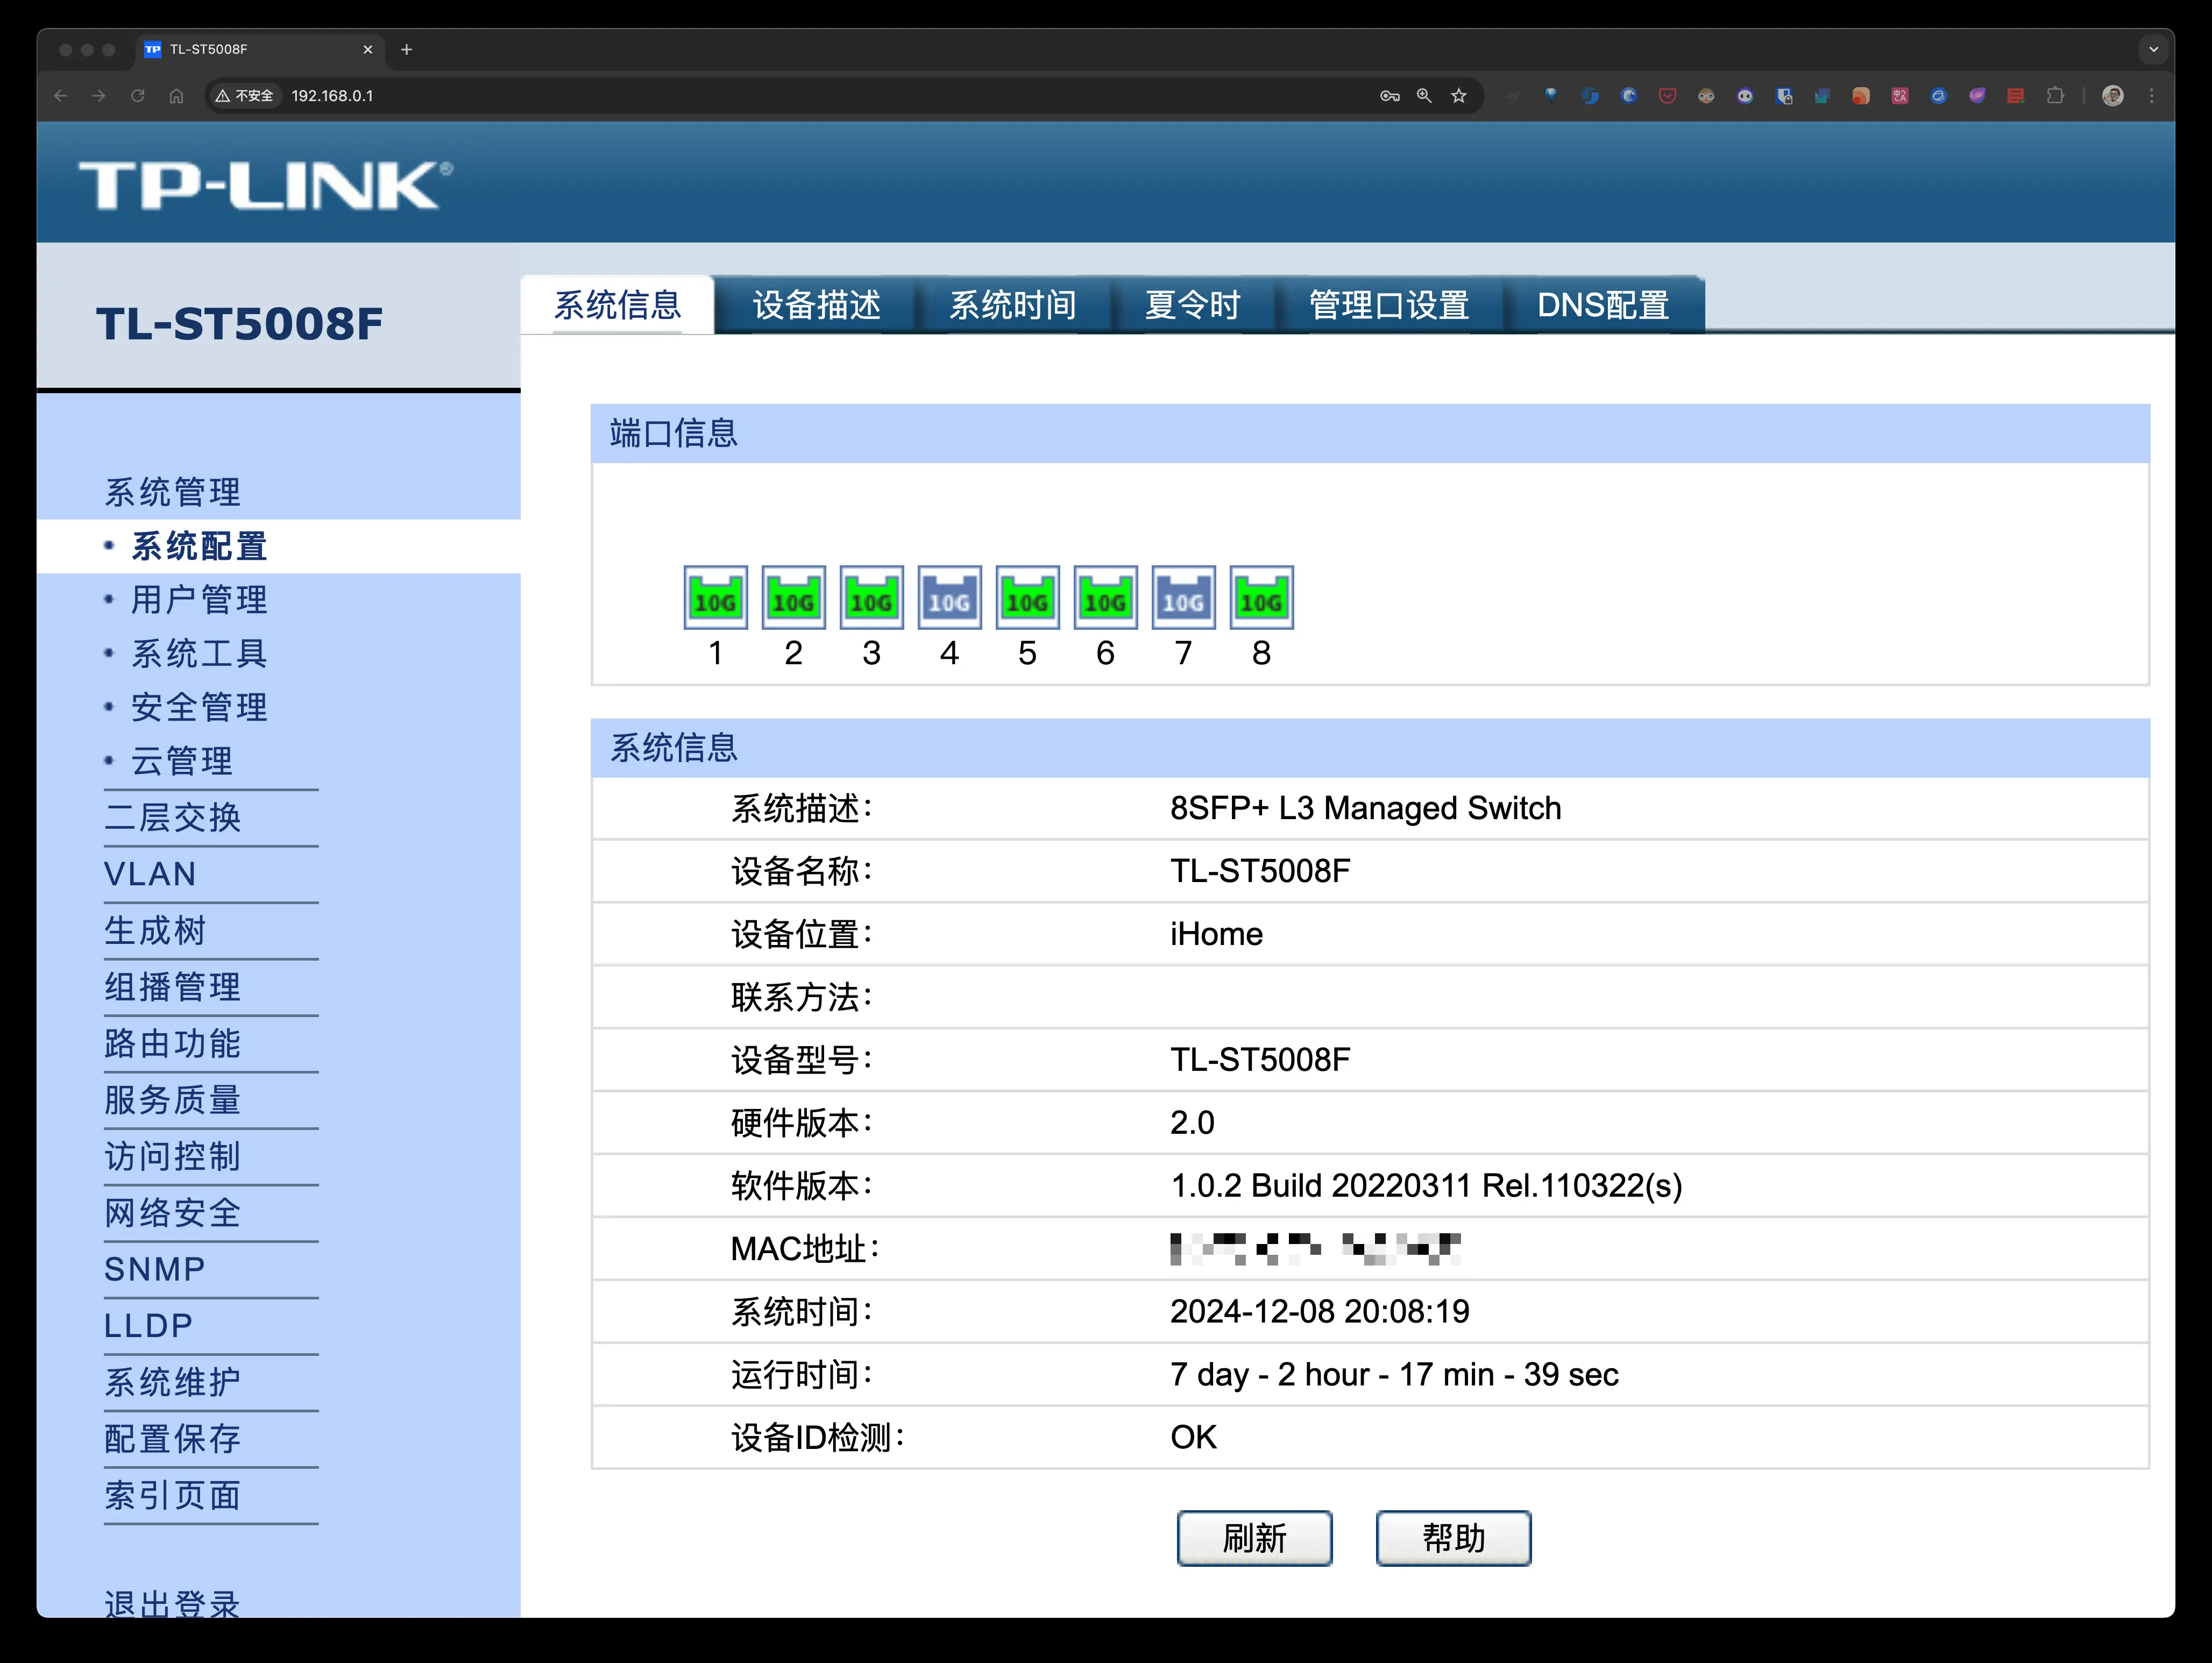 TL-ST5008F
不安全 192.168.0.1
TP-LINK®
TL-ST5008F
系统信息 设备描述 系统时间 夏令时 管理口设置 DNS配置
端口信息
10G 10G 10G 10G 10G 10G 10G 10G
1 2 3 4 5 6 7 8
系统管理
• 系统配置
• 用户管理
• 系统工具
• 安全管理
• 云管理
二层交换
VLAN
生成树
组播管理
路由功能
服务质量
访问控制
网络安全
SNMP
LLDP
系统维护
配置保存
索引页面
退出登录
系统信息
系统描述: 8SFP+ L3 Managed Switch
设备名称: TL-ST5008F
设备位置: iHome
联系方法:
设备型号: TL-ST5008F
硬件版本: 2.0
软件版本: 1.0.2 Build 20220311 Rel.110322(s)
MAC地址:
系统时间: 2024-12-08 20:08:19
运行时间: 7 day - 2 hour - 17 min - 39 sec
设备ID检测: OK
刷新 帮助